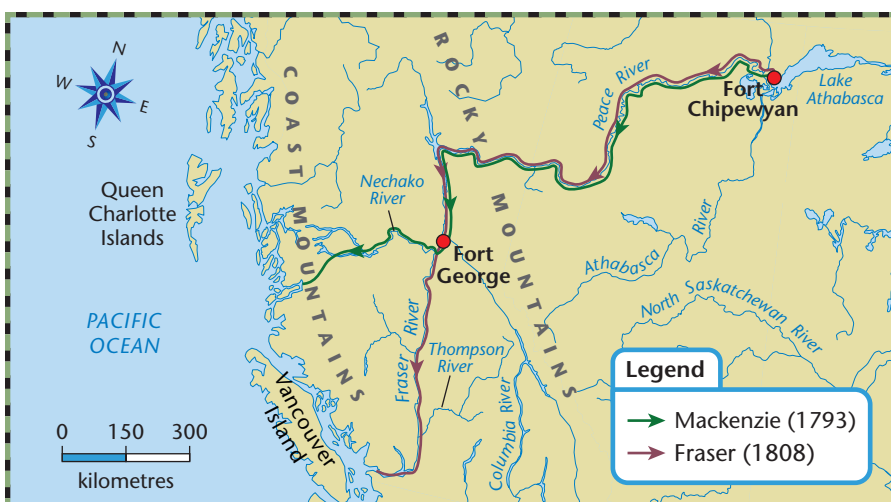 N
W
E
S
COAST MOUNTAINS
ROCKY MOUNTAINS
Peace River
Fort
Chipewyan
Lake
Athabasca
Queen
Charlotte
Islands
Nechako
River
Fort
George
Athabasca River
North Saskatchewan River
PACIFIC
OCEAN
Fraser River
Thompson
River
Columbia River
Vancouver
Island
0 150 300
kilometres
Legend
Mackenzie (1793)
Fraser (1808)